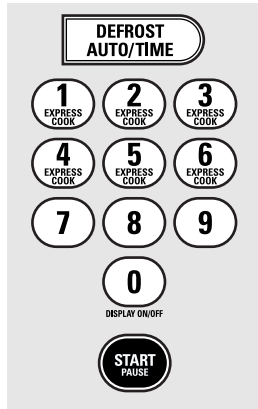 DEFROST
AUTO/TIME
1 2 3
EXPRESS COOK EXPRESS COOK EXPRESS COOK
4 5 6
EXPRESS COOK EXPRESS COOK EXPRESS COOK
7 8 9
0
DISPLAY ON/OFF
START
PAUSE